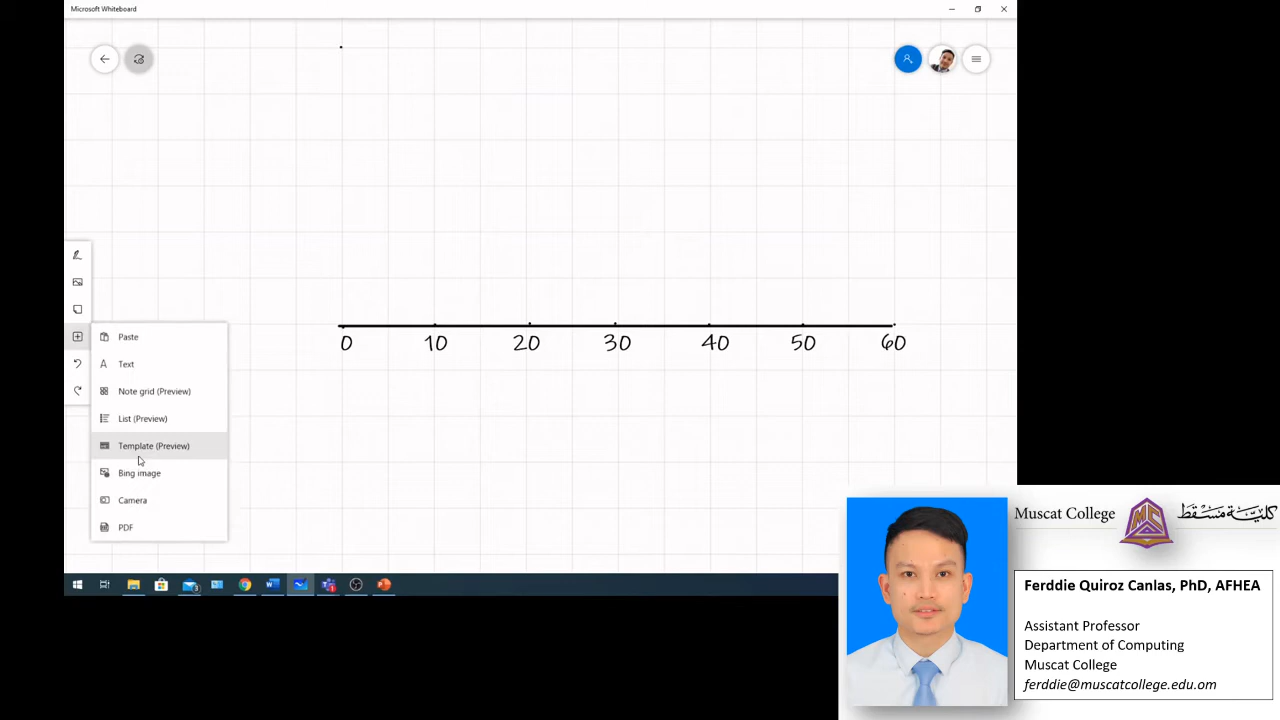 Microsoft Whiteboard
0 10 20 30 40 50 60
Paste
Text
Note grid (Preview)
List (Preview)
Template (Preview)
Bing image
Camera
PDF
Muscat College كلية مسقط
Ferddie Quiroz Canlas, PhD, AFHEA
Assistant Professor
Department of Computing
Muscat College
ferddie@muscatcollege.edu.om